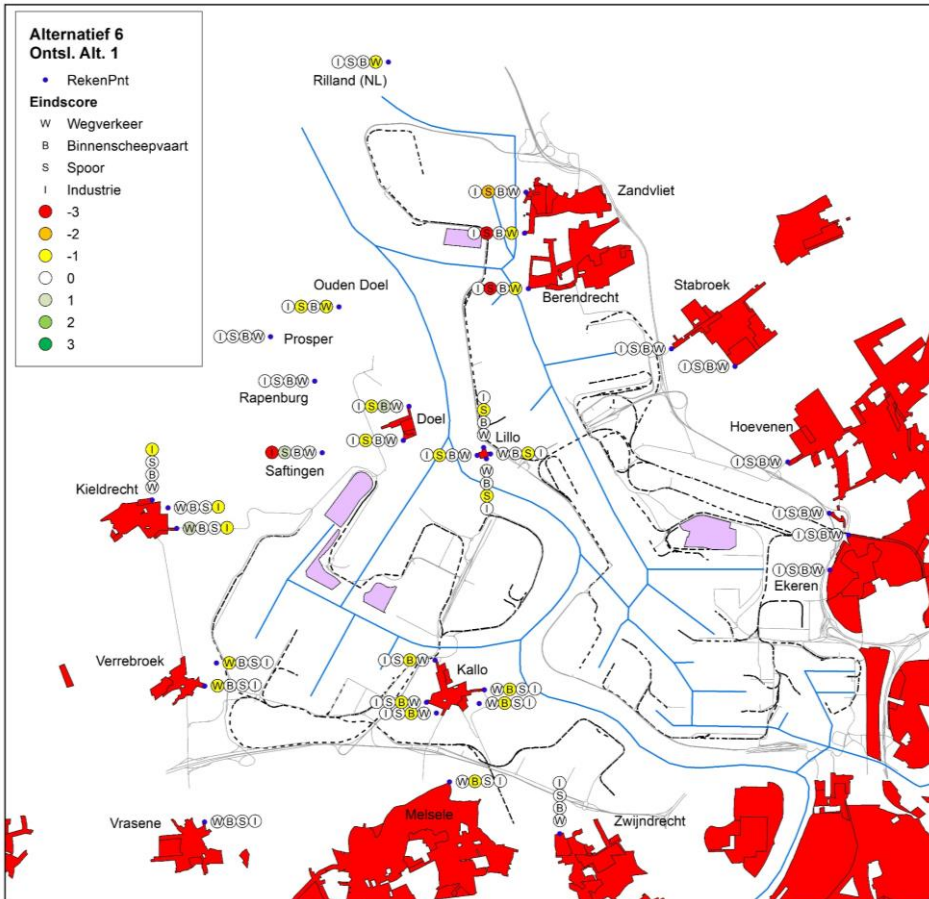 Alternatief 6
Ontsl. Alt. 1
RekenPnt
Eindscore
W Wegverkeer
B Binnenscheepvaart
S Spoor
I Industrie
-3
-2
-1
0
1
2
3
ISBW
Rilland (NL)
ISBW
Zandvliet
ISBW
ISBW
Berendrecht
Ouden Doel
ISBW
Stabroek
ISBW
Prosper
ISBW
ISBW
Rapenburg
ISBW
ISBW
Doel
I
S
B
W
Lillo
Hoevenen
ISBW
ISBW
WBSI
ISBW
Saftingen
ISBW
I
S
B
W
Kieldrecht
W
B
S
I
WBSI
WBSI
ISBW
ISBW
ISBW
Ekeren
Verrebroek
WBSI
WBSI
ISBW
Kallo
WBSI
ISBW
WBSI
ISBW
WBSI
I
S
B
W
Melsele
Zwijndrecht
Vrasene
WBSI